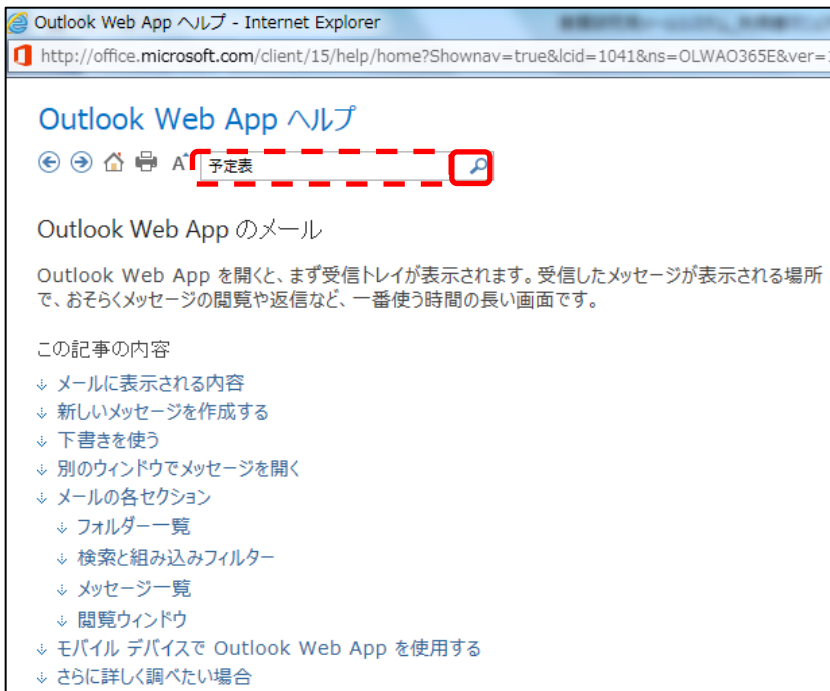 Outlook Web App ヘルプ - Internet Explorer
http://office.microsoft.com/client/15/help/home?Shownav=true&lcid=1041&ns=OLWAO365E&ver=
Outlook Web App ヘルプ
予定表
Outlook Web App のメール
Outlook Web App を開くと、まず受信トレイが表示されます。受信したメッセージが表示される場所
で、おそらくメッセージの閲覧や返信など、一番使う時間の長い画面です。
この記事の内容
メールに表示される内容
新しいメッセージを作成する
下書きを使う
別のウィンドウでメッセージを開く
メールの各セクション
フォルダー一覧
検索と組み込みフィルター
メッセージ一覧
閲覧ウィンドウ
モバイル デバイスで Outlook Web App を使用する
さらに詳しく調べたい場合